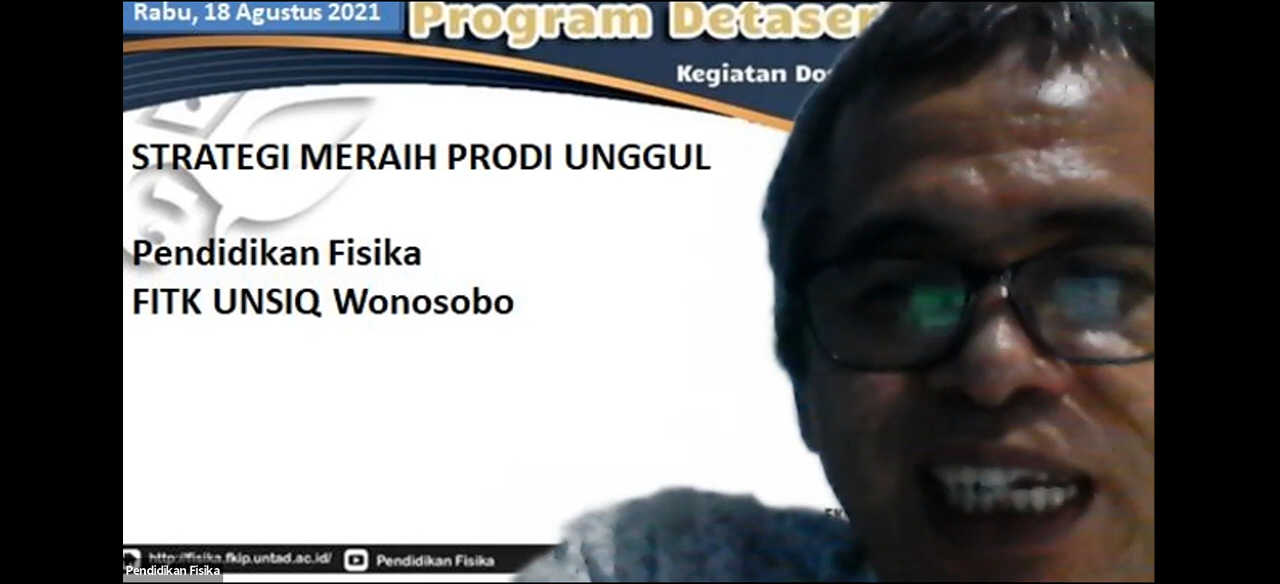 Rabu, 18 Agustus 2021
Program Detaser
Kegiatan Do
STRATEGI MERAIH PRODI UNGGUL
Pendidikan Fisika
FITK UNSIQ Wonosobo
http://fisika.fkip.untad.ac.id/
Pendidikan Fisika
Pendidikan Fisika